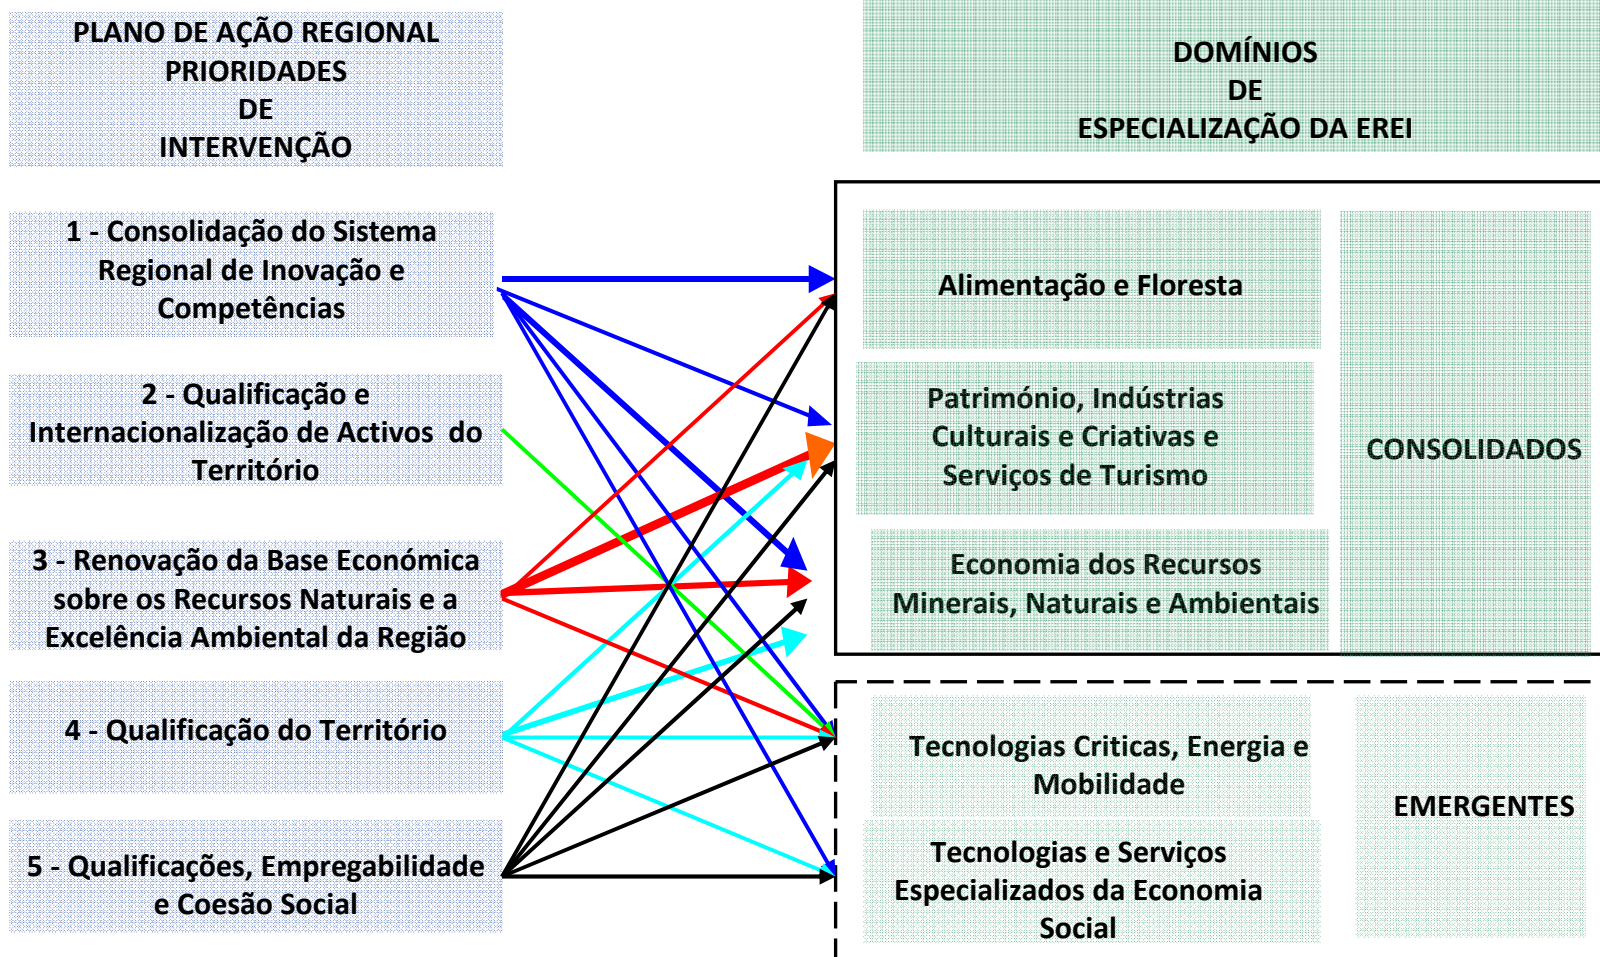 PLANO DE AÇÃO REGIONAL
PRIORIDADES
DE
INTERVENÇÃO
DOMÍNIOS
DE
ESPECIALIZAÇÃO DA EREI
1 - Consolidação do Sistema
Regional de Inovação e
Competências
2 - Qualificação e
Internacionalização de Activos do
Território
3 - Renovação da Base Económica
sobre os Recursos Naturais e a
Excelência Ambiental da Região
4 - Qualificação do Território
5 - Qualificações, Empregabilidade
e Coesão Social
Alimentação e Floresta
Património, Indústrias
Culturais e Criativas e
Serviços de Turismo
Economia dos Recursos
Minerais, Naturais e Ambientais
CONSOLIDADOS
Tecnologias Criticas, Energia e
Mobilidade
Tecnologias e Serviços
Especializados da Economia
Social
EMERGENTES